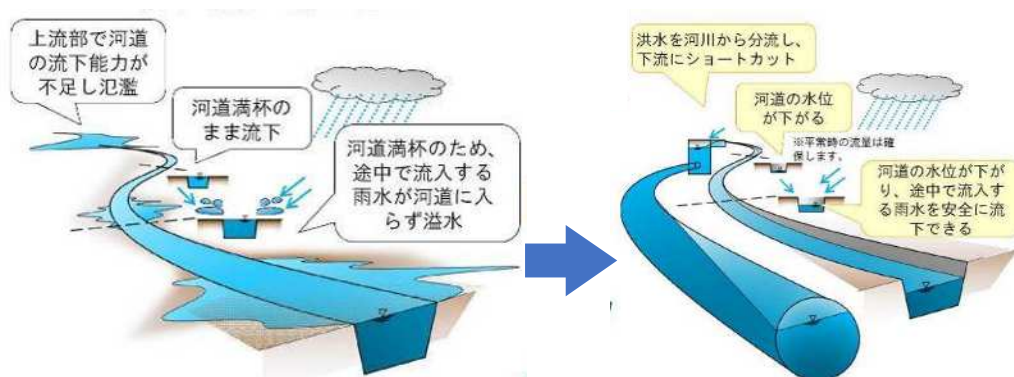 上流部で河道
の流下能力が
不足し氾濫
河道満杯の
まま流下
河道満杯のため、
途中で流入する
雨水が河道に入
らず溢水
洪水を河川から分流し、
下流にショートカット
河道の水位
が下がる
※平常時の流量は確
保します。
河道の水位が下が
り、途中で流入す
る雨水を安全に流
下できる